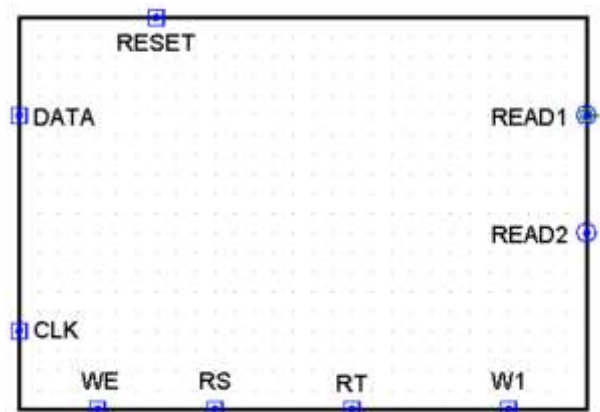 RESET
DATA
READ1
READ2
CLK
WE RS RT W1